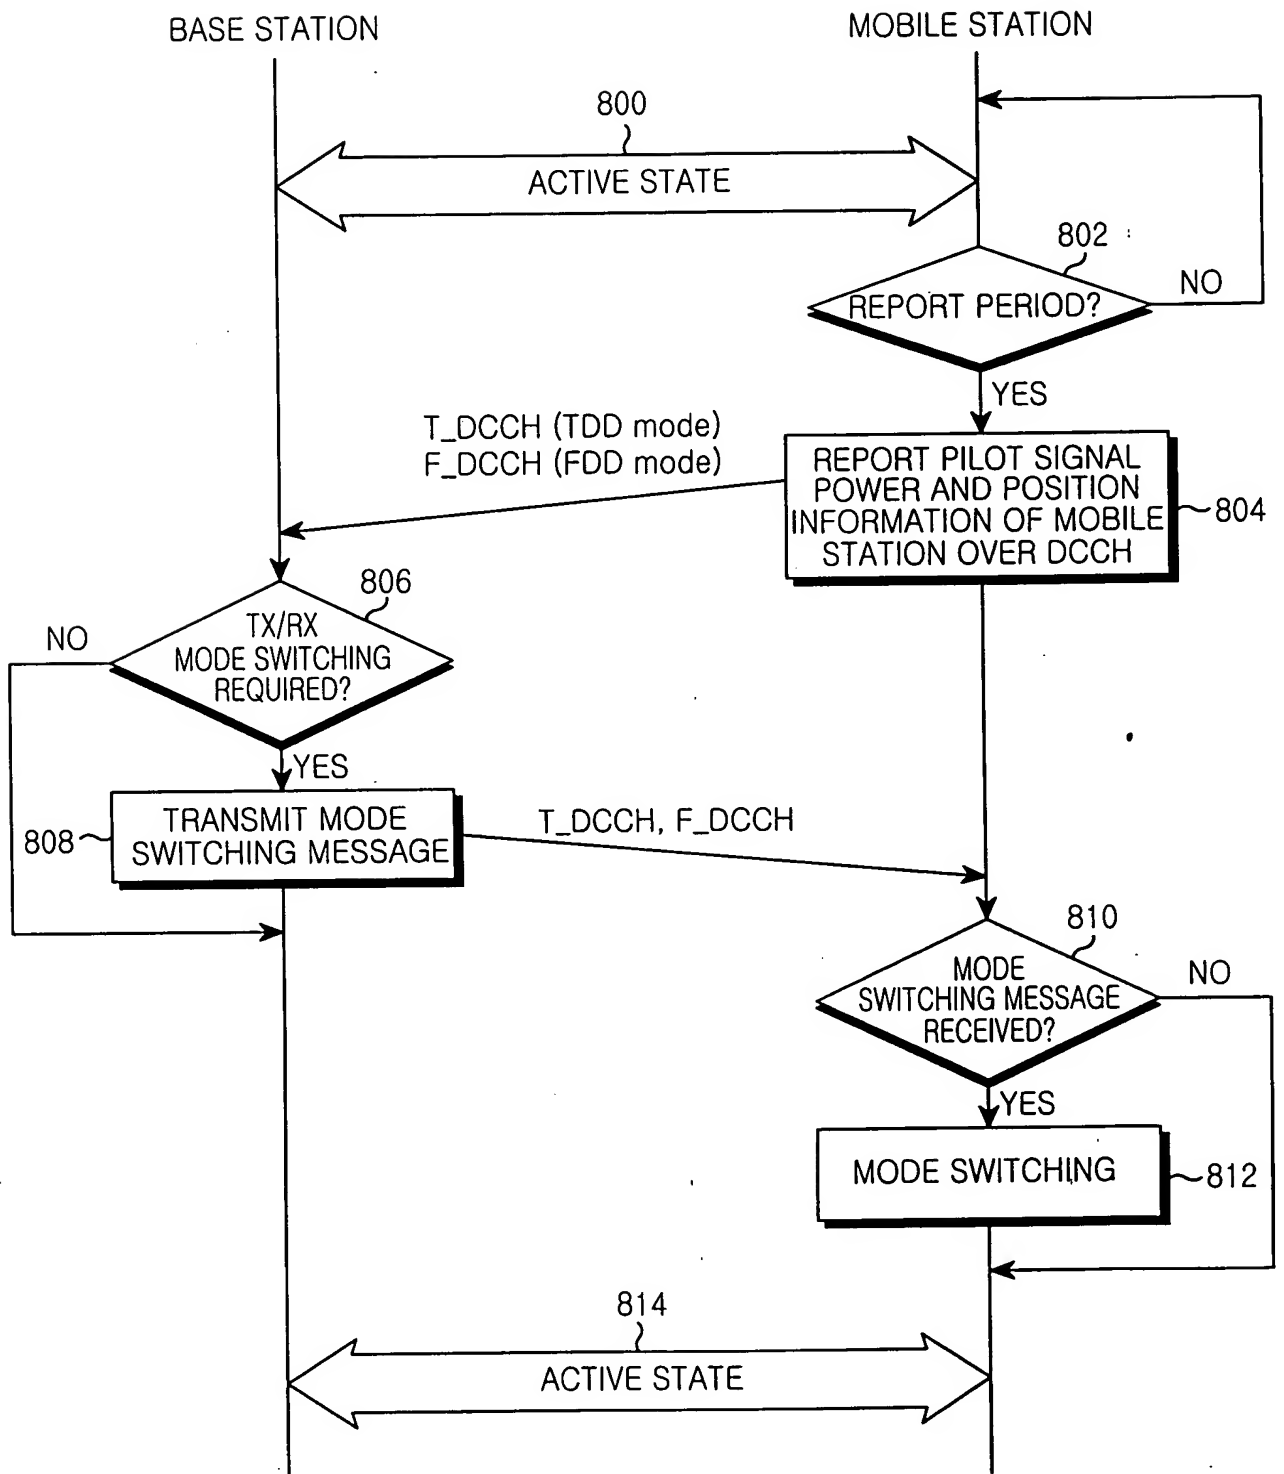 BASE STATION
MOBILE STATION
800
ACTIVE STATE
802
REPORT PERIOD?
NO
YES
T_DCCH (TDD mode)
F_DCCH (FDD mode)
REPORT PILOT SIGNAL
POWER AND POSITION
INFORMATION OF MOBILE
STATION OVER DCCH
804
806
TX/RX
MODE SWITCHING
REQUIRED?
NO
YES
TRANSMIT MODE
SWITCHING MESSAGE
808
T_DCCH, F_DCCH
810
MODE
SWITCHING MESSAGE
RECEIVED?
NO
YES
MODE SWITCHING
812
814
ACTIVE STATE